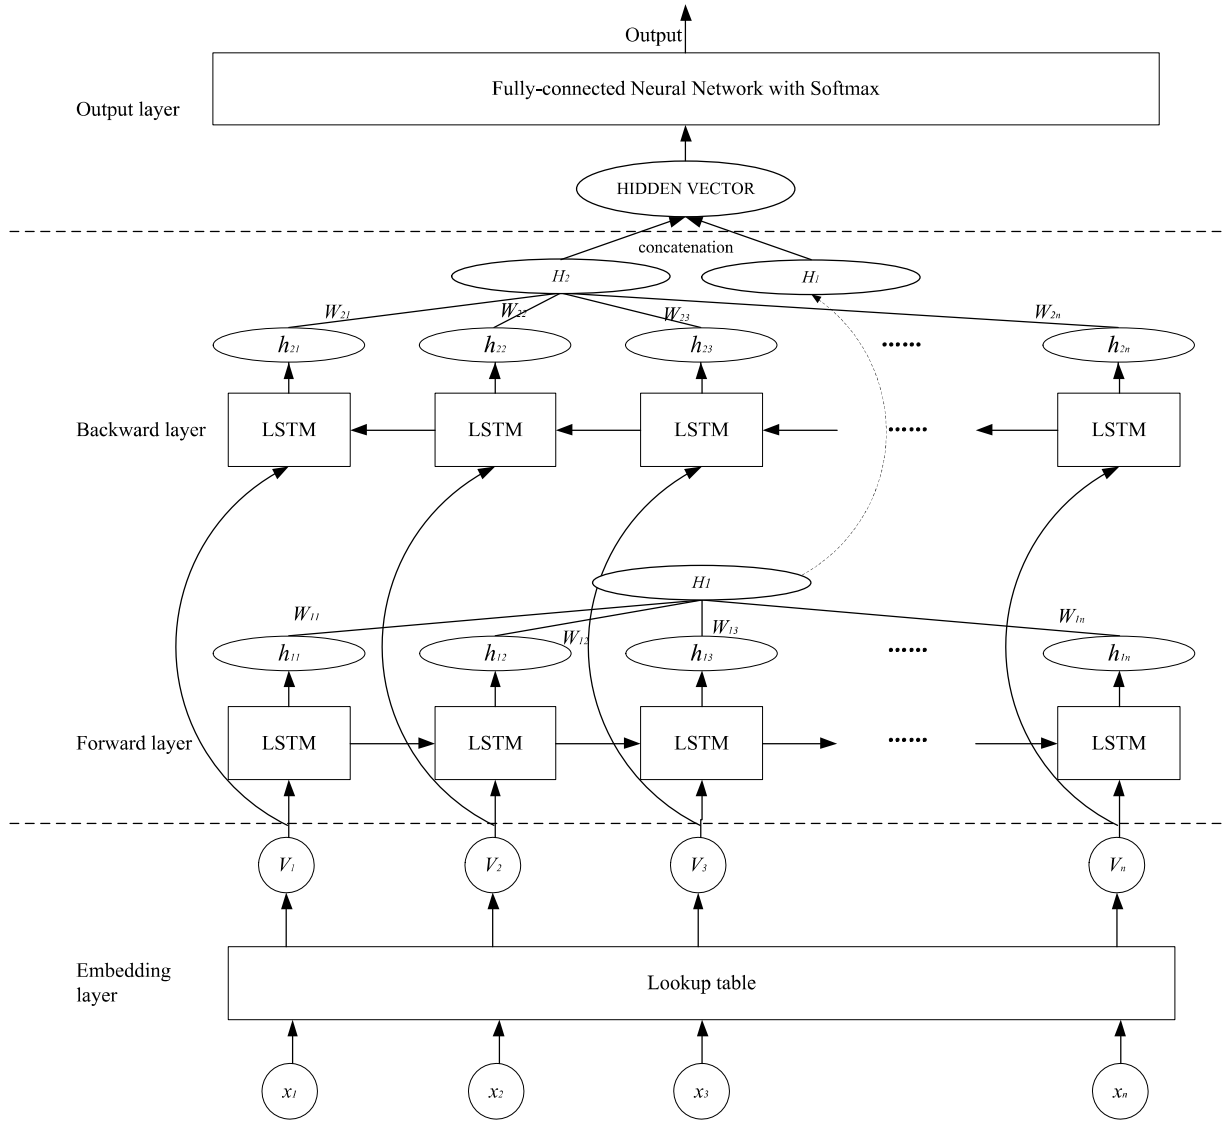 Output
Fully-connected Neural Network with Softmax
Output layer
HIDDEN VECTOR
concatenation
H2 H1
W21 W22 W23 W2n
h21 h22 h23 ...... h2n
Backward layer LSTM LSTM LSTM ...... LSTM
H1
W11 W12 W13 W1n
h11 h12 h13 ...... h1n
Forward layer LSTM LSTM LSTM ...... LSTM
V1 V2 V3 Vn
Embedding
layer
Lookup table
x1 x2 x3 xn